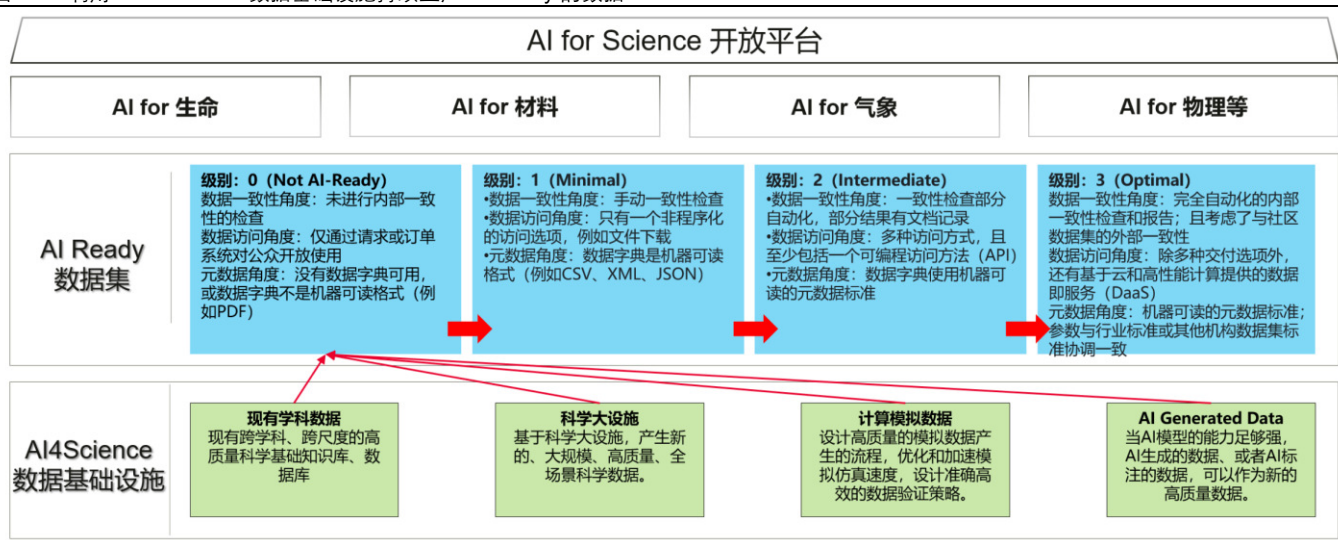 AI for Science 开放平台
AI for 生命
AI for 材料
AI for 气象
AI for 物理等
AI Ready
数据集
级别：0（Not AI-Ready）
数据一致性角度：未进行内部一致
性的检查
数据访问角度：仅通过请求或订单
系统对公众开放使用
元数据角度：没有数据字典可用，
或数据字典不是机器可读格式（例
如PDF）
级别：1（Minimal）
•数据一致性角度：手动一致性检查
•数据访问角度：只有一个非程序化
的访问选项，例如文件下载
•元数据角度：数据字典是机器可读
格式（例如CSV、XML、JSON）
级别：2（Intermediate）
•数据一致性角度：一致性检查部分
自动化，部分结果有文档记录
•数据访问角度：多种访问方式，且
至少包括一个可编程访问方法（API）
•元数据角度：数据字典使用机器可
读的元数据标准
级别：3（Optimal）
数据一致性角度：完全自动化的内部
一致性检查和报告；且考虑了与社区
数据集的外部一致性
数据访问角度：除多种交付选项外，
还有基于云和高性能计算提供的数据
即服务（DaaS）
元数据角度：机器可读的元数据标准；
参数与行业标准或其他机构数据集标
准协调一致
AI4Science
数据基础设施
现有学科数据
现有跨学科、跨尺度的高
质量科学基础知识库、数
据库
科学大设施
基于科学大设施，产生新
的、大规模、高质量、全
场景科学数据。
计算模拟数据
设计高质量的模拟数据产
生的流程，优化和加速模
拟仿真速度，设计准确高
效的数据验证策略。
AI Generated Data
当AI模型的能力足够强，
AI生成的数据、或者AI标
注的数据，可以作为新的
高质量数据。